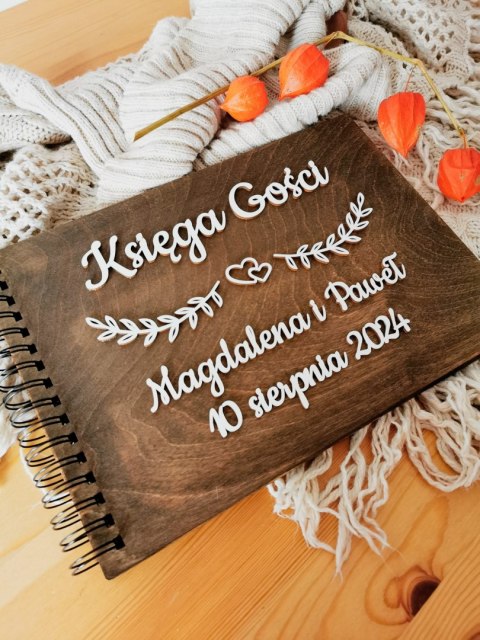 Księga Gości
Magdalena i Paweł
10 sierpnia 2024